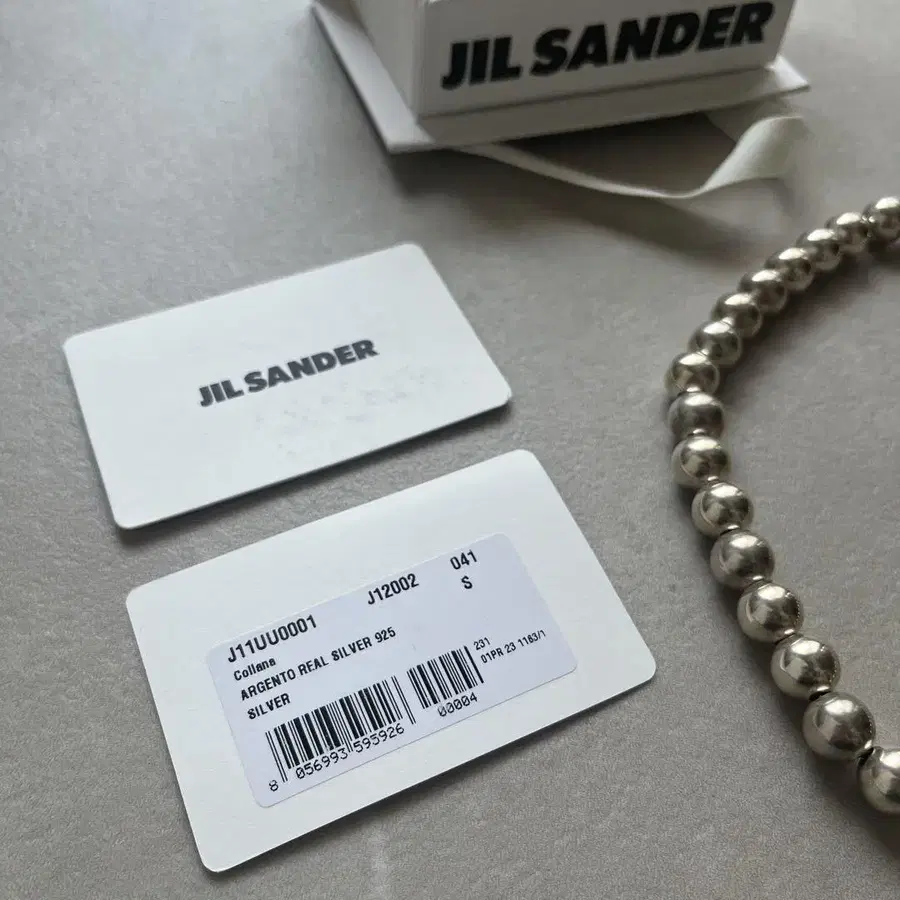 JIL SANDER
JIL SANDER
J11UU0001 J12002 041
Collana S
ARGENTO REAL SILVER 925
SILVER
231
01PR 23 1163/1
8 056993 595926 00004